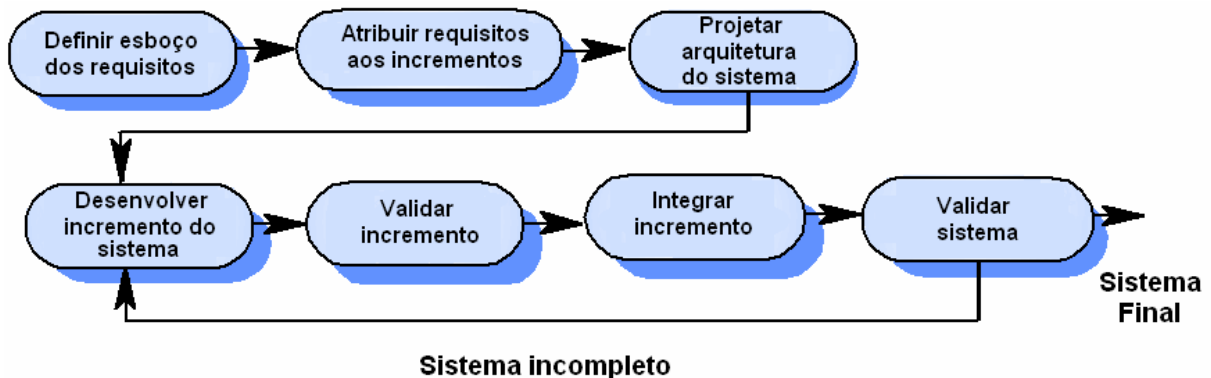 Definir esboço
dos requisitos
Atribuir requisitos
aos incrementos
Projetar
arquitetura
do sistema
Desenvolver
incremento do
sistema
Validar
incremento
Integrar
incremento
Validar
sistema
Sistema
Final
Sistema incompleto